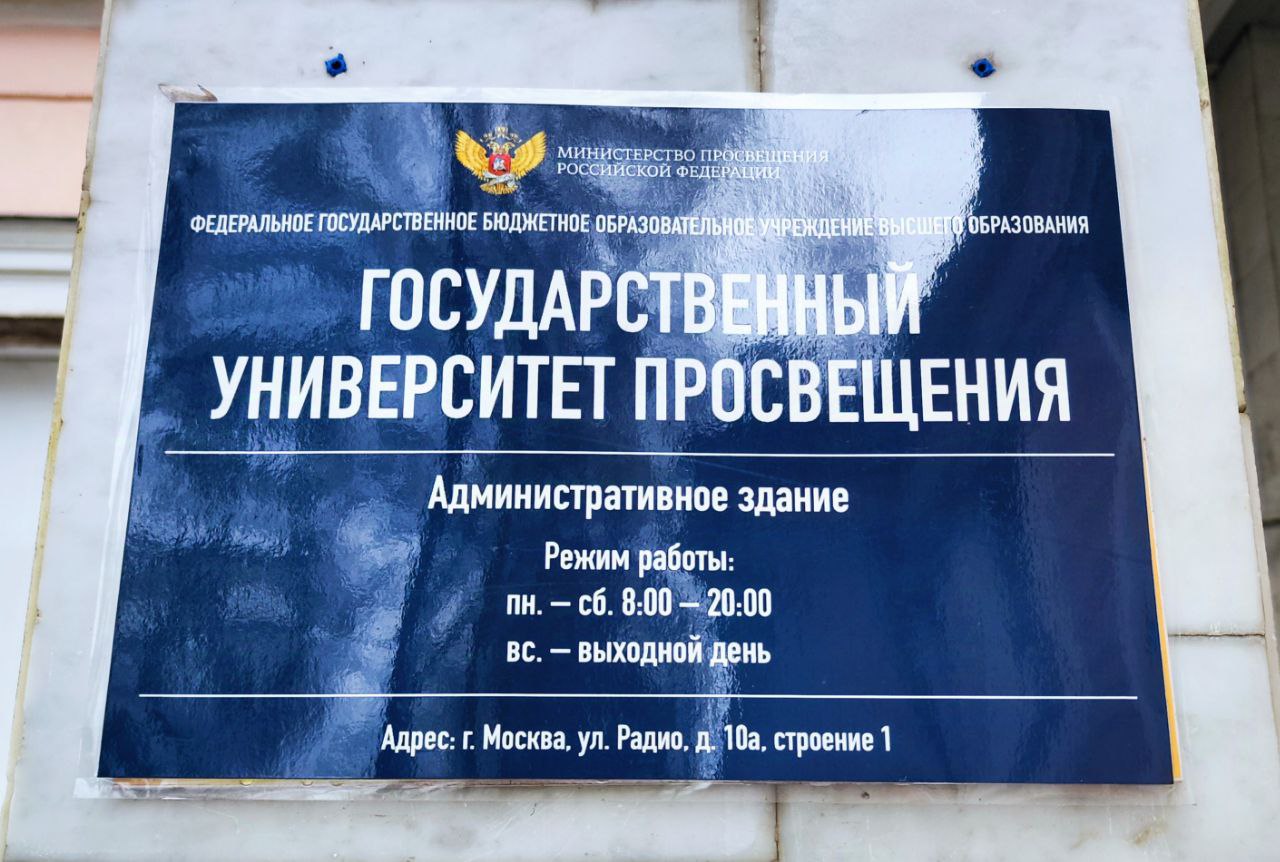 МИНИСТЕРСТВО ПРОСВЕЩЕНИЯ
РОССИЙСКОЙ ФЕДЕРАЦИИ
ФЕДЕРАЛЬНОЕ ГОСУДАРСТВЕННОЕ БЮДЖЕТНОЕ ОБРАЗОВАТЕЛЬНОЕ УЧРЕЖДЕНИЕ ВЫСШЕГО ОБРАЗОВАНИЯ
ГОСУДАРСТВЕННЫЙ
УНИВЕРСИТЕТ ПРОСВЕЩЕНИЯ
Административное здание
Режим работы:
пн. – сб. 8:00 – 20:00
вс. – выходной день
Адрес: г. Москва, ул. Радио, д. 10а, строение 1